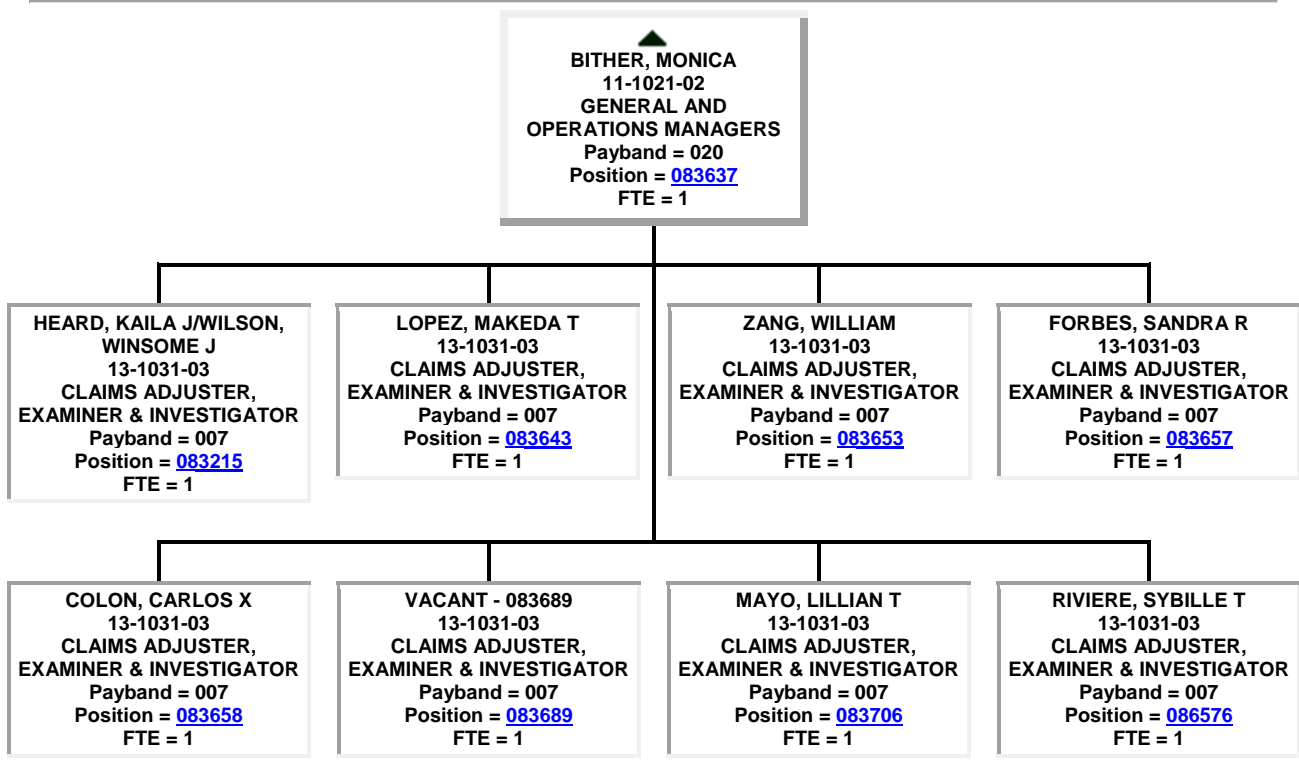 BITHER, MONICA
11-1021-02
GENERAL AND
OPERATIONS MANAGERS
Payband = 020
Position = 083637
FTE = 1
HEARD, KAILA J/WILSON,
WINSOME J
13-1031-03
CLAIMS ADJUSTER,
EXAMINER & INVESTIGATOR
Payband = 007
Position = 083215
FTE = 1
LOPEZ, MAKEDA T
13-1031-03
CLAIMS ADJUSTER,
EXAMINER & INVESTIGATOR
Payband = 007
Position = 083643
FTE = 1
ZANG, WILLIAM
13-1031-03
CLAIMS ADJUSTER,
EXAMINER & INVESTIGATOR
Payband = 007
Position = 083653
FTE = 1
FORBES, SANDRA R
13-1031-03
CLAIMS ADJUSTER,
EXAMINER & INVESTIGATOR
Payband = 007
Position = 083657
FTE = 1
COLON, CARLOS X
13-1031-03
CLAIMS ADJUSTER,
EXAMINER & INVESTIGATOR
Payband = 007
Position = 083658
FTE = 1
VACANT - 083689
13-1031-03
CLAIMS ADJUSTER,
EXAMINER & INVESTIGATOR
Payband = 007
Position = 083689
FTE = 1
MAYO, LILLIAN T
13-1031-03
CLAIMS ADJUSTER,
EXAMINER & INVESTIGATOR
Payband = 007
Position = 083706
FTE = 1
RIVIERE, SYBILLE T
13-1031-03
CLAIMS ADJUSTER,
EXAMINER & INVESTIGATOR
Payband = 007
Position = 086576
FTE = 1